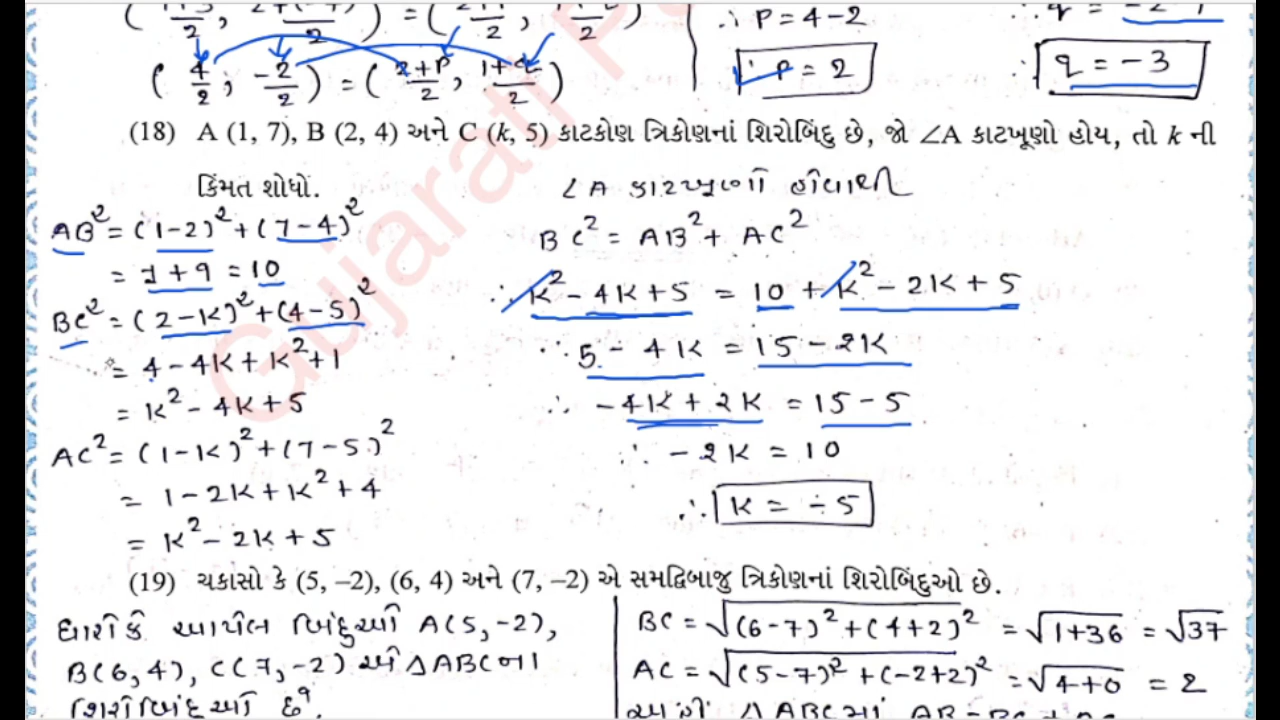 (4/2, -2/2) = (2+P/2, 1+q/2)
∴ P = 4-2
∴ P = 2
∴ q = -3
(18) A (1, 7), B (2, 4) અને C (k, 5) કાટકોણ ત્રિકોણનાં શિરોબિંદુ છે, જો ∠A કાટખૂણો હોય, તો k ની
કિંમત શોધો.
∠A કાટખુણો હોવાથી
AB² = (1-2)² + (7-4)²
= 1 + 9 = 10
BC² = (2-K)² + (4-5)²
= 4 - 4K + K² + 1
= K² - 4K + 5
AC² = (1-K)² + (7-5)²
= 1 - 2K + K² + 4
= K² - 2K + 5
BC² = AB² + AC²
∴ K² - 4K + 5 = 10 + K² - 2K + 5
∴ 5 - 4K = 15 - 2K
∴ -4K + 2K = 15 - 5
∴ -2K = 10
∴ K = -5
(19) ચકાસો કે (5, –2), (6, 4) અને (7, –2) એ સમદ્વિબાજુ ત્રિકોણનાં શિરોબિંદુઓ છે.
ધારોકે આપેલ બિંદુઓ A(5,-2),
B(6,4), C(7,-2) એ ΔABC ના
શિરોબિંદુઓ છે.
BC = √(6-7)² + (4+2)² = √1+36 = √37
AC = √(5-7)² + (-2+2)² = √4+0 = 2
Gujarati